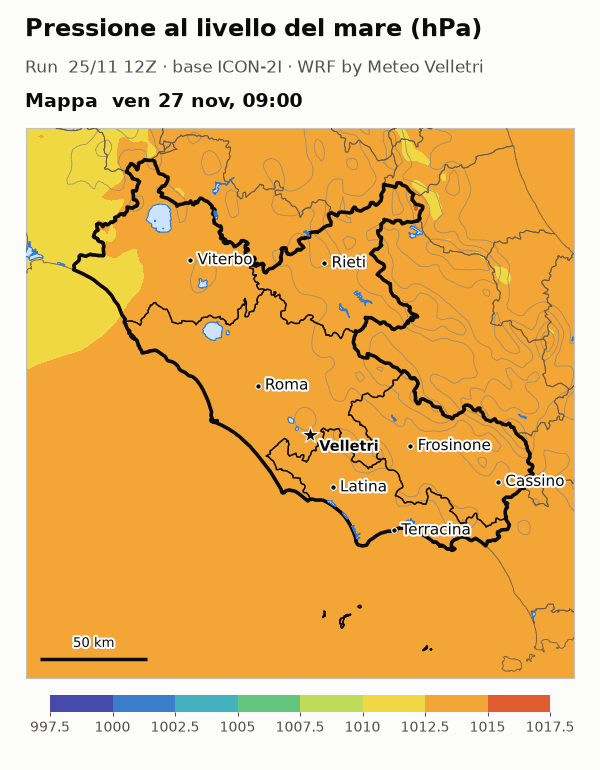 Pressione al livello del mare (hPa)
Run  25/11 12Z · base ICON-2I · WRF by Meteo Velletri
Mappa  ven 27 nov, 09:00
Viterbo
Rieti
Roma
Velletri
Frosinone
Latina
Cassino
Terracina
50 km
997.5 1000 1002.5 1005 1007.5 1010 1012.5 1015 1017.5